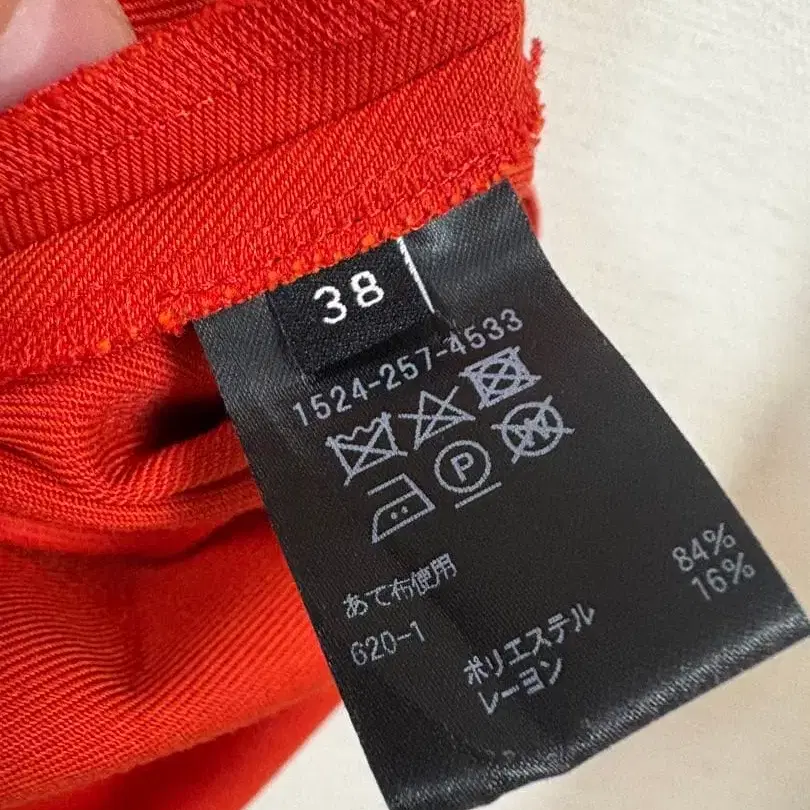 38
1524-257-4533
P
W
あて布使用
620-1
ポリエステル 84%
レーヨン 16%